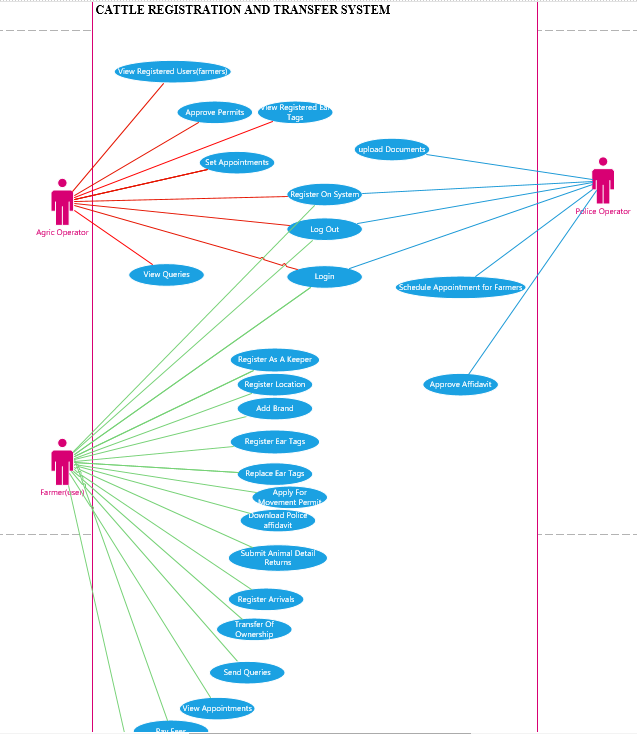 CATTLE REGISTRATION AND TRANSFER SYSTEM
View Registered Users(farmers)
Approve Permits
View Registered Ear
Tags
upload Documents
Set Appointments
Register On System
Agric Operator
Police Operator
Log Out
View Queries
Login
Schedule Appointment for Farmers
Register As A Keeper
Register Location
Approve Affidavit
Add Brand
Register Ear Tags
Replace Ear Tags
Farmer(user)
Apply For
Movement Permit
Download Police
affidavit
Submit Animal Detail
Returns
Register Arrivals
Transfer Of
Ownership
Send Queries
View Appointments
Pay Fees